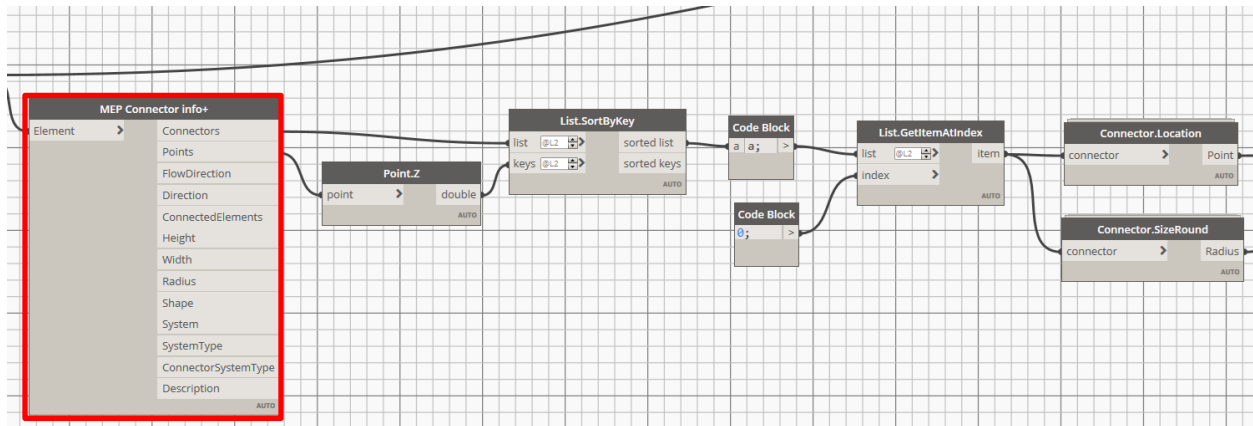 MEP Connector info+
Element >
Connectors
Points
FlowDirection
Direction
ConnectedElements
Height
Width
Radius
Shape
System
SystemType
ConnectorSystemType
Description
AUTO
Point.Z
point > double
AUTO
List.SortByKey
list @L2 > sorted list
keys @L2 > sorted keys
AUTO
Code Block
a a; >
Code Block
0; >
List.GetItemAtIndex
list @L2 > item
index >
AUTO
Connector.Location
connector > Point
AUTO
Connector.SizeRound
connector > Radius
AUTO